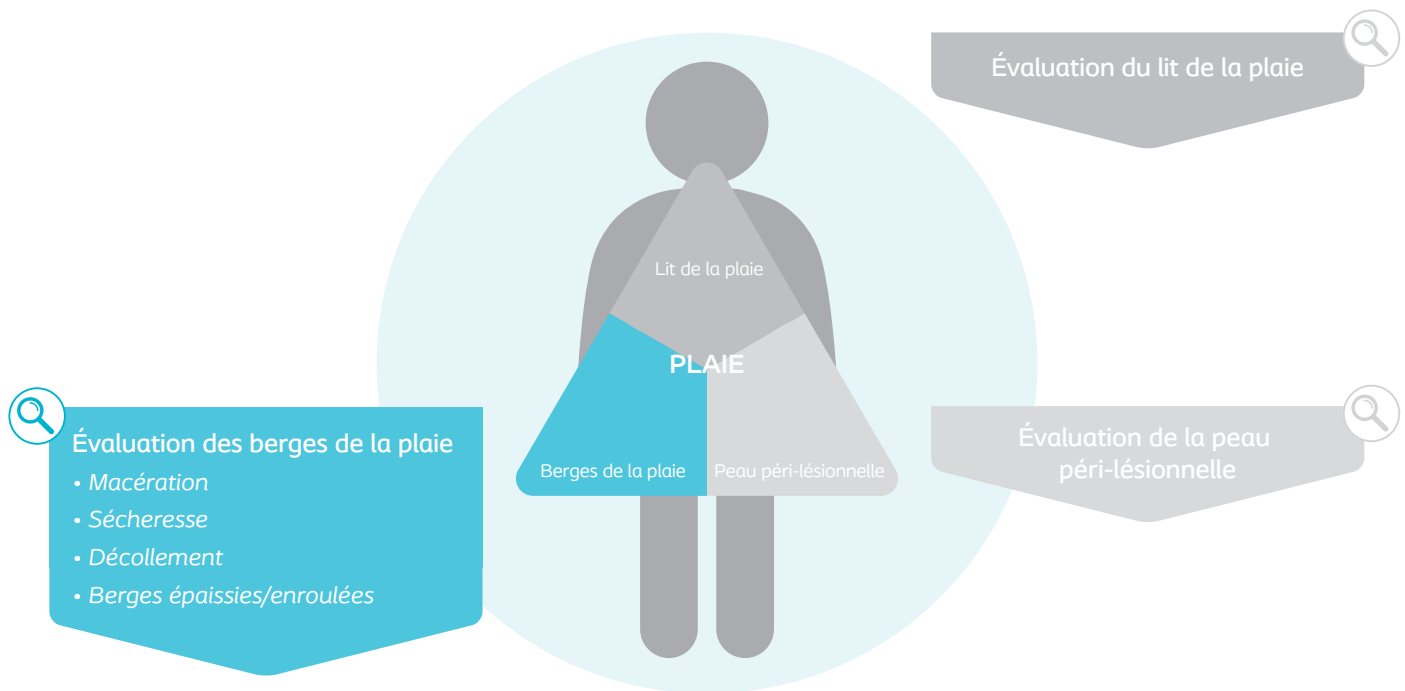 Évaluation du lit de la plaie
Lit de la plaie
PLAIE
Berges de la plaie
Peau péri-lésionnelle
Évaluation des berges de la plaie
• Macération
• Sécheresse
• Décollement
• Berges épaissies/enroulées
Évaluation de la peau
péri-lésionnelle